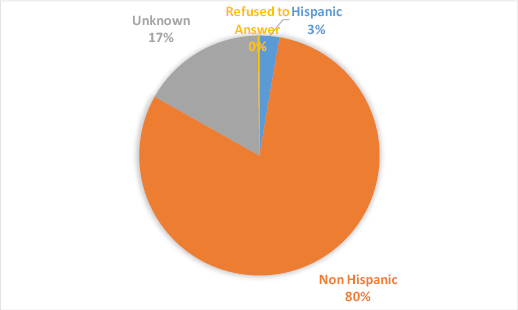 Unknown
17%
Refused to
Answer
0%
Hispanic
3%
Non Hispanic
80%